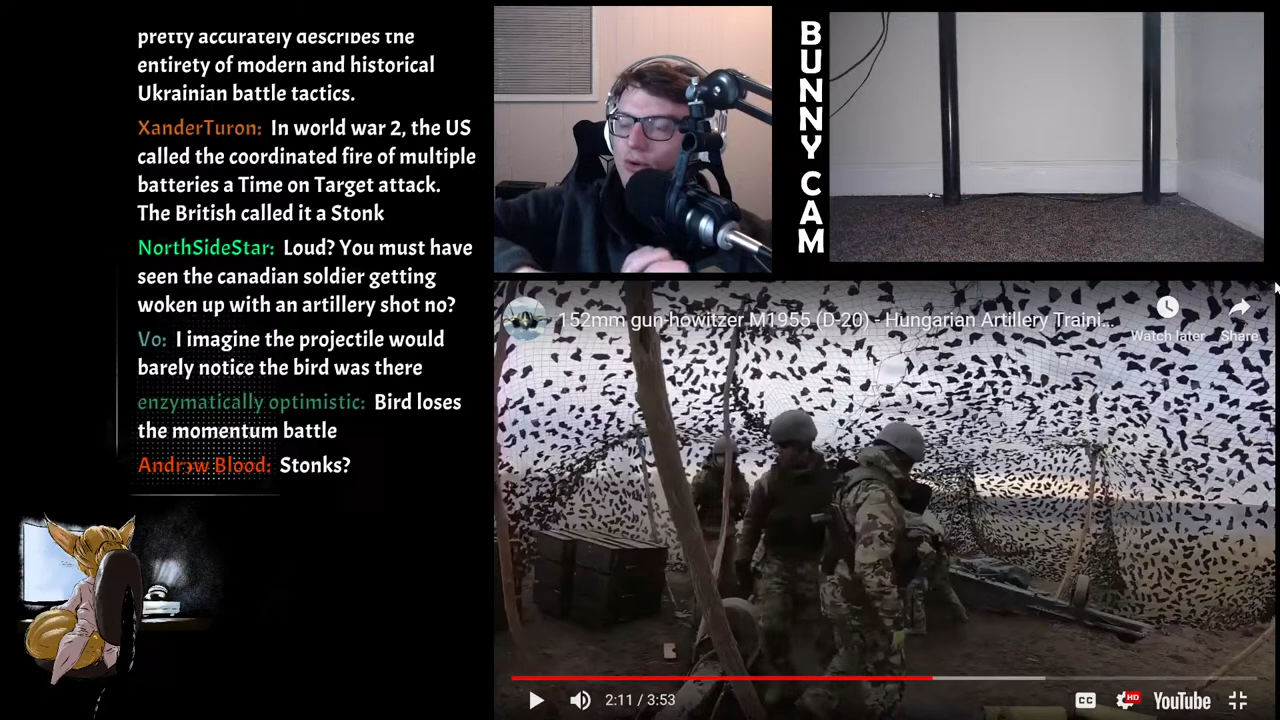 pretty accurately describes the
entirety of modern and historical
Ukrainian battle tactics.
XanderTuron: In world war 2, the US
called the coordinated fire of multiple
batteries a Time on Target attack.
The British called it a Stonk
NorthSideStar: Loud? You must have
seen the canadian soldier getting
woken up with an artillery shot no?
Vo: I imagine the projectile would
barely notice the bird was there
enzymatically optimistic: Bird loses
the momentum battle
Andrew Blood: Stonks?
BUNNY CAM
152mm gun-howitzer M1955 (D-20) - Hungarian Artillery Traini...
Watch later
Share
2:11 / 3:53
CC
HD
YouTube